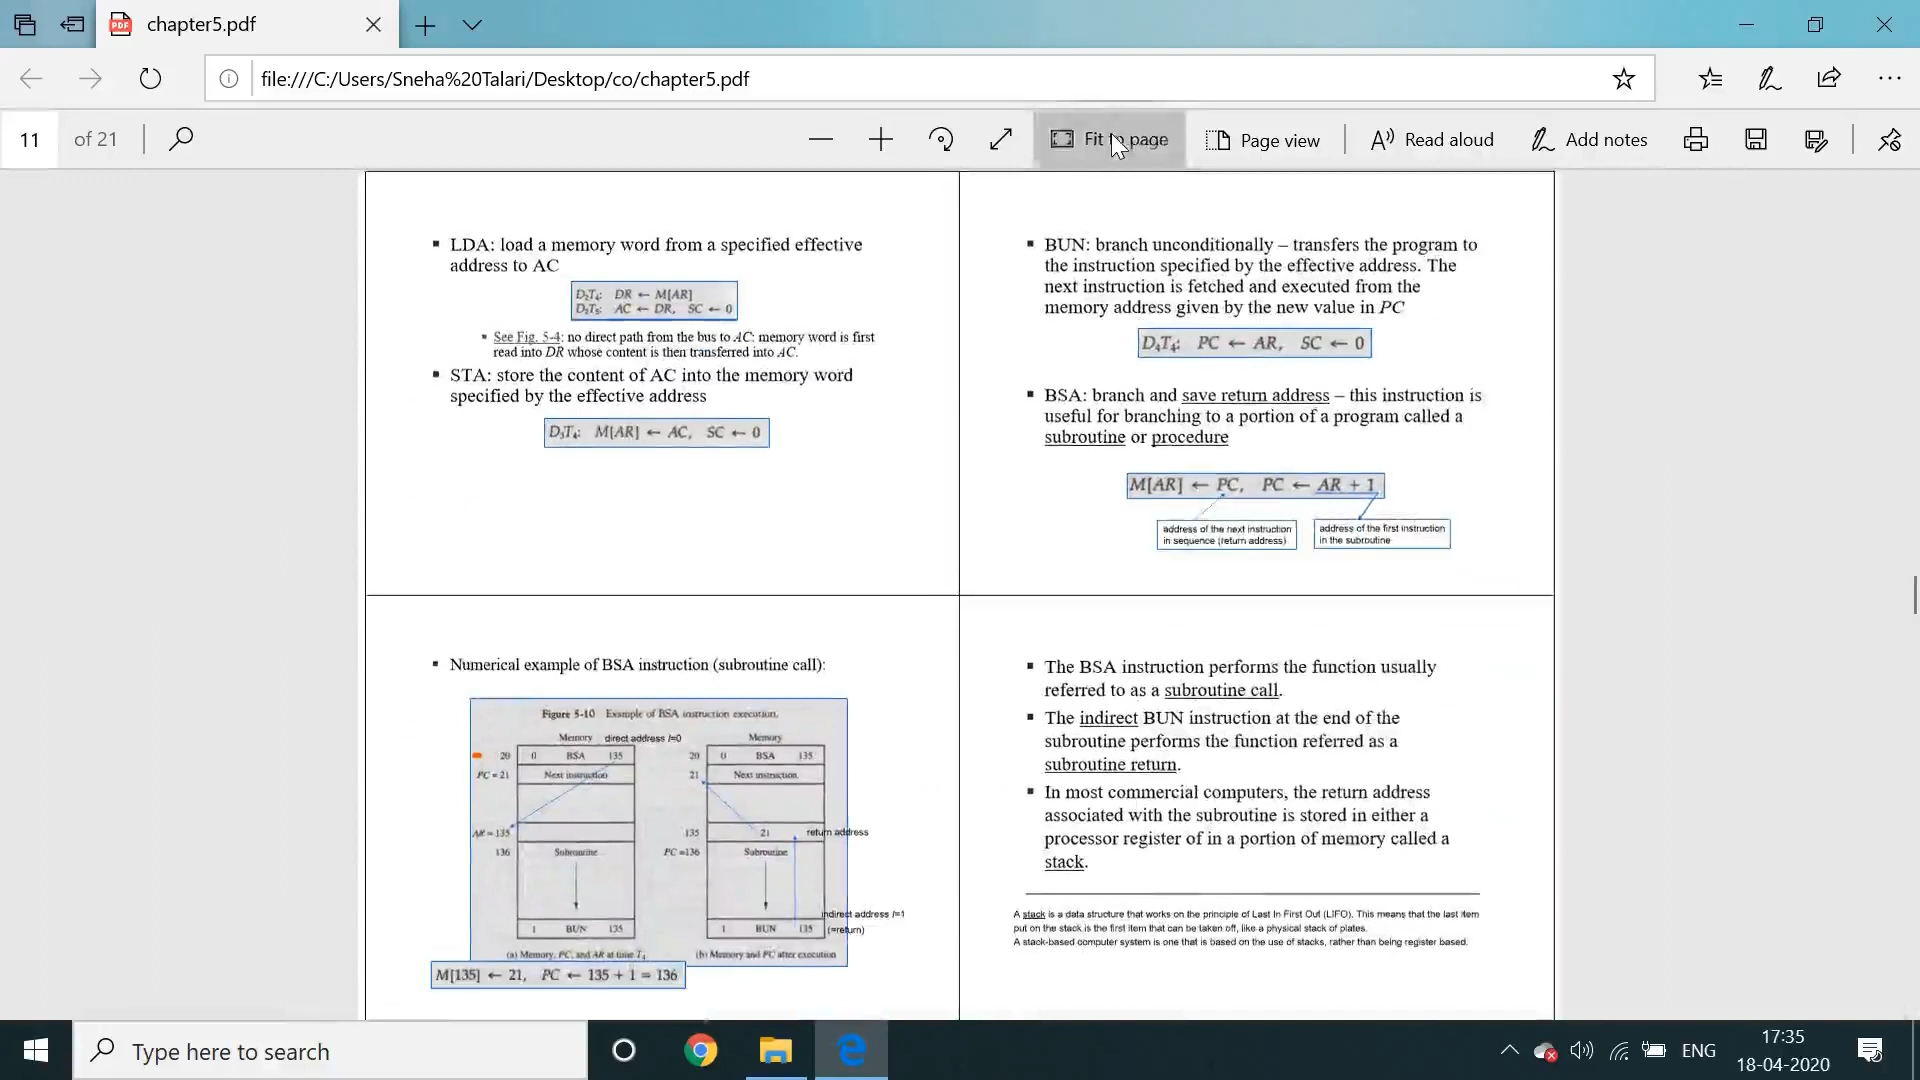 chapter5.pdf
file:///C:/Users/Sneha%20Talari/Desktop/co/chapter5.pdf
11 of 21
Fit to page
Page view
Read aloud
Add notes
LDA: load a memory word from a specified effective
address to AC
D₂T₄: DR ← M[AR]
D₂T₅: AC ← DR, SC ← 0
See Fig. 5-4: no direct path from the bus to AC: memory word is first
read into DR whose content is then transferred into AC.
STA: store the content of AC into the memory word
specified by the effective address
D₃T₄: M[AR] ← AC, SC ← 0
BUN: branch unconditionally – transfers the program to
the instruction specified by the effective address. The
next instruction is fetched and executed from the
memory address given by the new value in PC
D₄T₄: PC ← AR, SC ← 0
BSA: branch and save return address – this instruction is
useful for branching to a portion of a program called a
subroutine or procedure
M[AR] ← PC, PC ← AR + 1
address of the next instruction
in sequence (return address)
address of the first instruction
in the subroutine
Numerical example of BSA instruction (subroutine call):
Figure 5-10 Example of BSA instruction execution.
Memory direct address I=0
20 0 BSA 135
PC = 21 Next instruction
AR = 135
136 Subroutine
1 BUN 135
(a) Memory, PC, and AR at time T₄
Memory
20 0 BSA 135
21 Next instruction
135 21 return address
PC =136 Subroutine
indirect address I=1
1 BUN 135 (=return)
(b) Memory and PC after execution
M[135] ← 21, PC ← 135 + 1 = 136
The BSA instruction performs the function usually
referred to as a subroutine call.
The indirect BUN instruction at the end of the
subroutine performs the function referred as a
subroutine return.
In most commercial computers, the return address
associated with the subroutine is stored in either a
processor register of in a portion of memory called a
stack.
A stack is a data structure that works on the principle of Last In First Out (LIFO). This means that the last item
put on the stack is the first item that can be taken off, like a physical stack of plates.
A stack-based computer system is one that is based on the use of stacks, rather than being register based.
Type here to search
ENG
17:35
18-04-2020